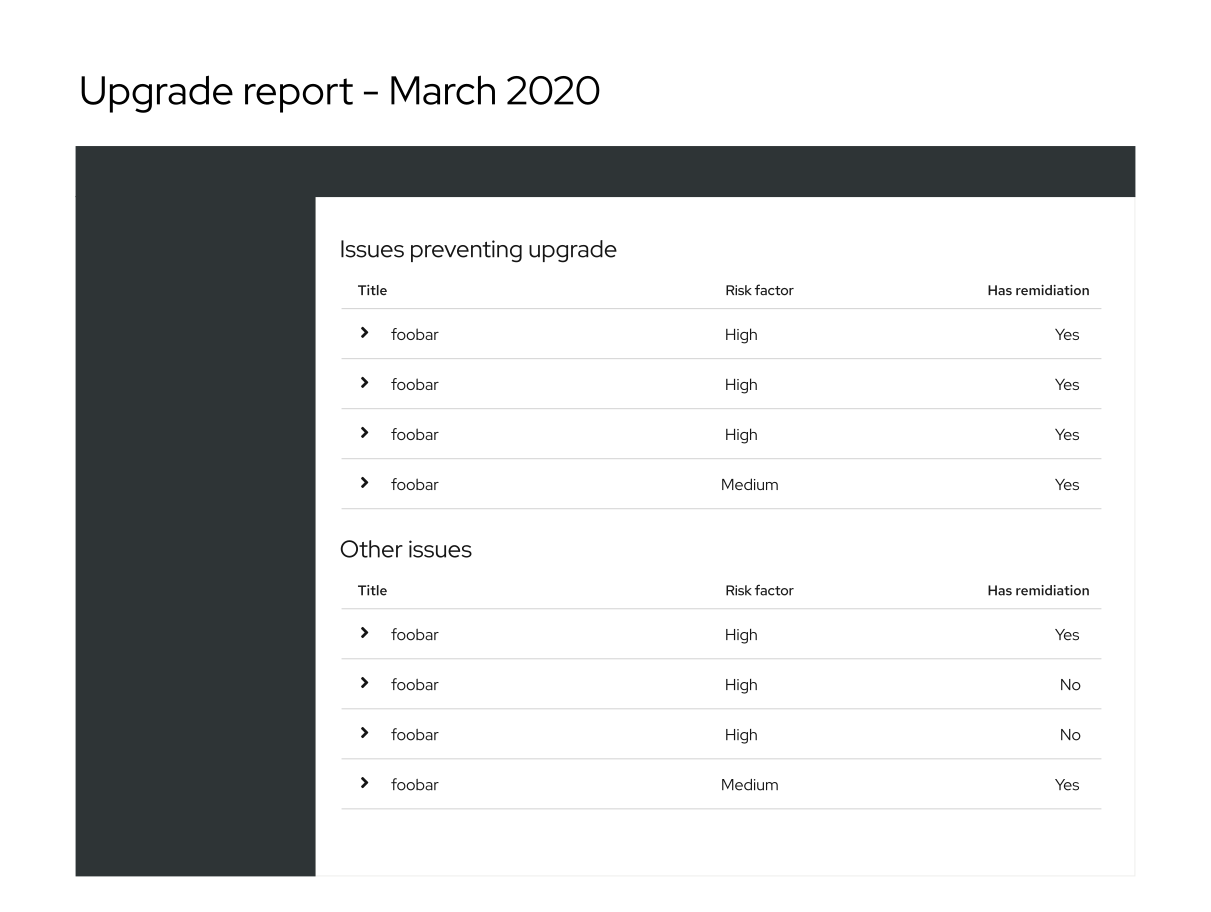 Upgrade report - March 2020
Issues preventing upgrade
Title Risk factor Has remidiation
foobar High Yes
foobar High Yes
foobar High Yes
foobar Medium Yes
Other issues
Title Risk factor Has remidiation
foobar High Yes
foobar High No
foobar High No
foobar Medium Yes